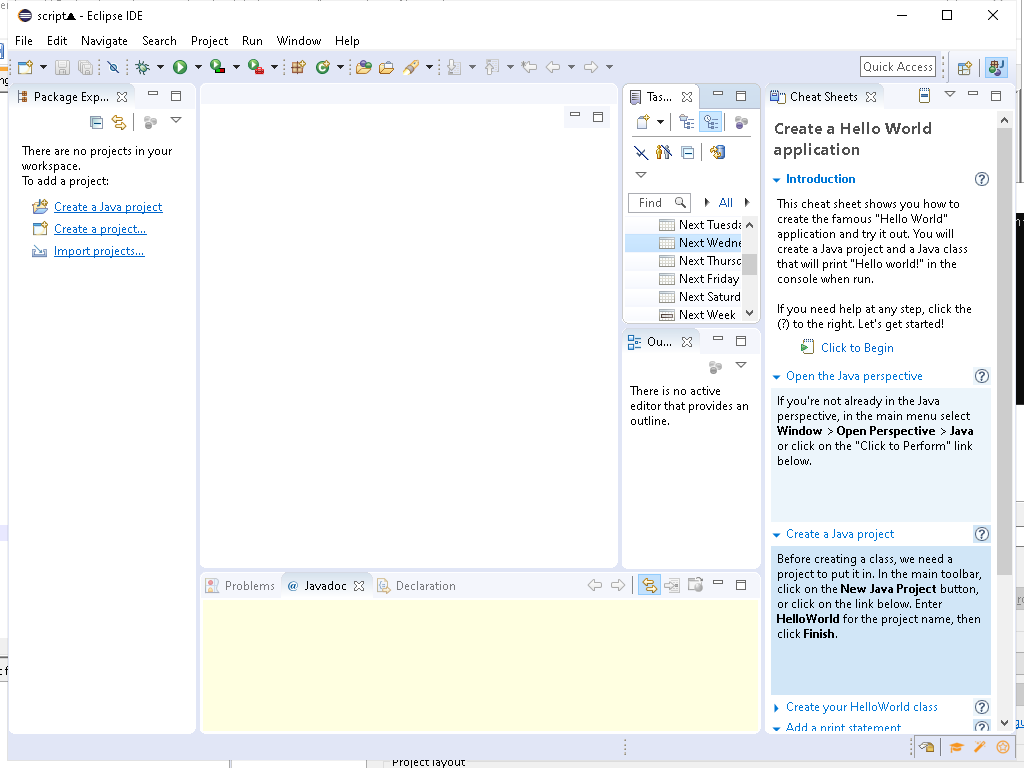 script▲ - Eclipse IDE
File Edit Navigate Search Project Run Window Help
Quick Access
Package Exp...
There are no projects in your
workspace.
To add a project:
Create a Java project
Create a project...
Import projects...
Tas...
Find
All
Next Tuesda
Next Wedne
Next Thursd
Next Friday
Next Saturd
Next Week
Ou...
There is no active
editor that provides an
outline.
Problems @ Javadoc Declaration
Cheat Sheets
Create a Hello World
application
Introduction
This cheat sheet shows you how to
create the famous "Hello World"
application and try it out. You will
create a Java project and a Java class
that will print "Hello world!" in the
console when run.
If you need help at any step, click the
(?) to the right. Let's get started!
Click to Begin
Open the Java perspective
If you're not already in the Java
perspective, in the main menu select
Window > Open Perspective > Java
or click on the "Click to Perform" link
below.
Create a Java project
Before creating a class, we need a
project to put it in. In the main toolbar,
click on the New Java Project button,
or click on the link below. Enter
HelloWorld for the project name, then
click Finish.
Create your HelloWorld class
Add a print statement
Project layout